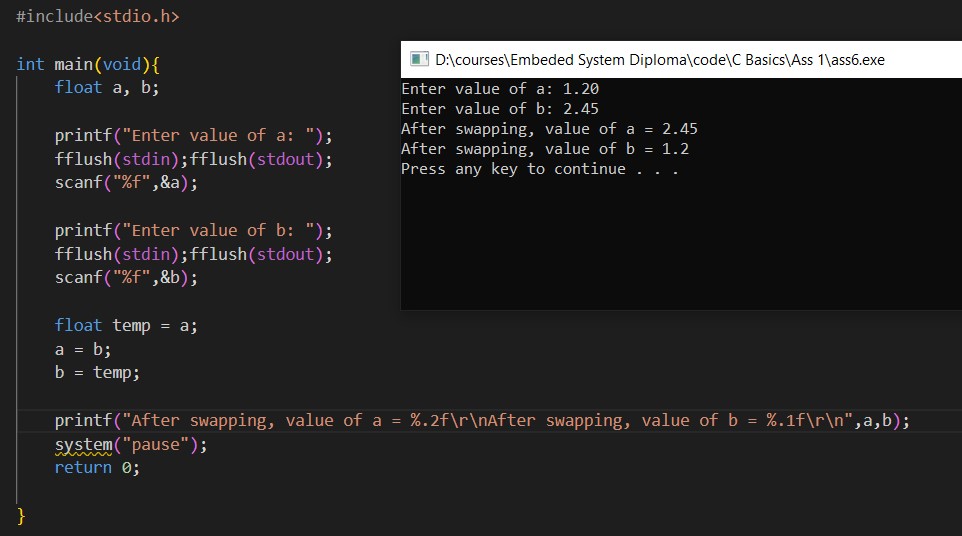 #include<stdio.h>
int main(void){
float a, b;
printf("Enter value of a: ");
fflush(stdin);fflush(stdout);
scanf("%f",&a);
printf("Enter value of b: ");
fflush(stdin);fflush(stdout);
scanf("%f",&b);
float temp = a;
a = b;
b = temp;
printf("After swapping, value of a = %.2f\r\nAfter swapping, value of b = %.1f\r\n",a,b);
system("pause");
return 0;
}
D:\courses\Embeded System Diploma\code\C Basics\Ass 1\ass6.exe
Enter value of a: 1.20
Enter value of b: 2.45
After swapping, value of a = 2.45
After swapping, value of b = 1.2
Press any key to continue . . .